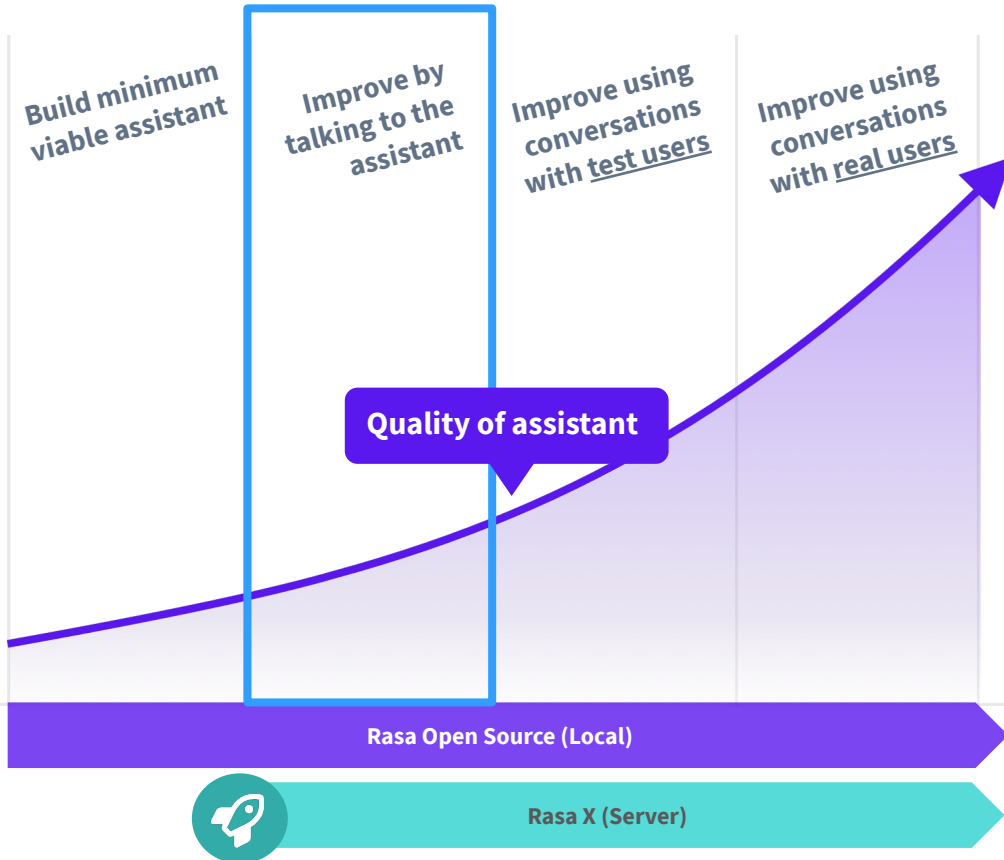 Build minimum
viable assistant
Improve by
talking to the
assistant
Improve using
conversations
with test users
Improve using
conversations
with real users
Quality of assistant
Rasa Open Source (Local)
Rasa X (Server)